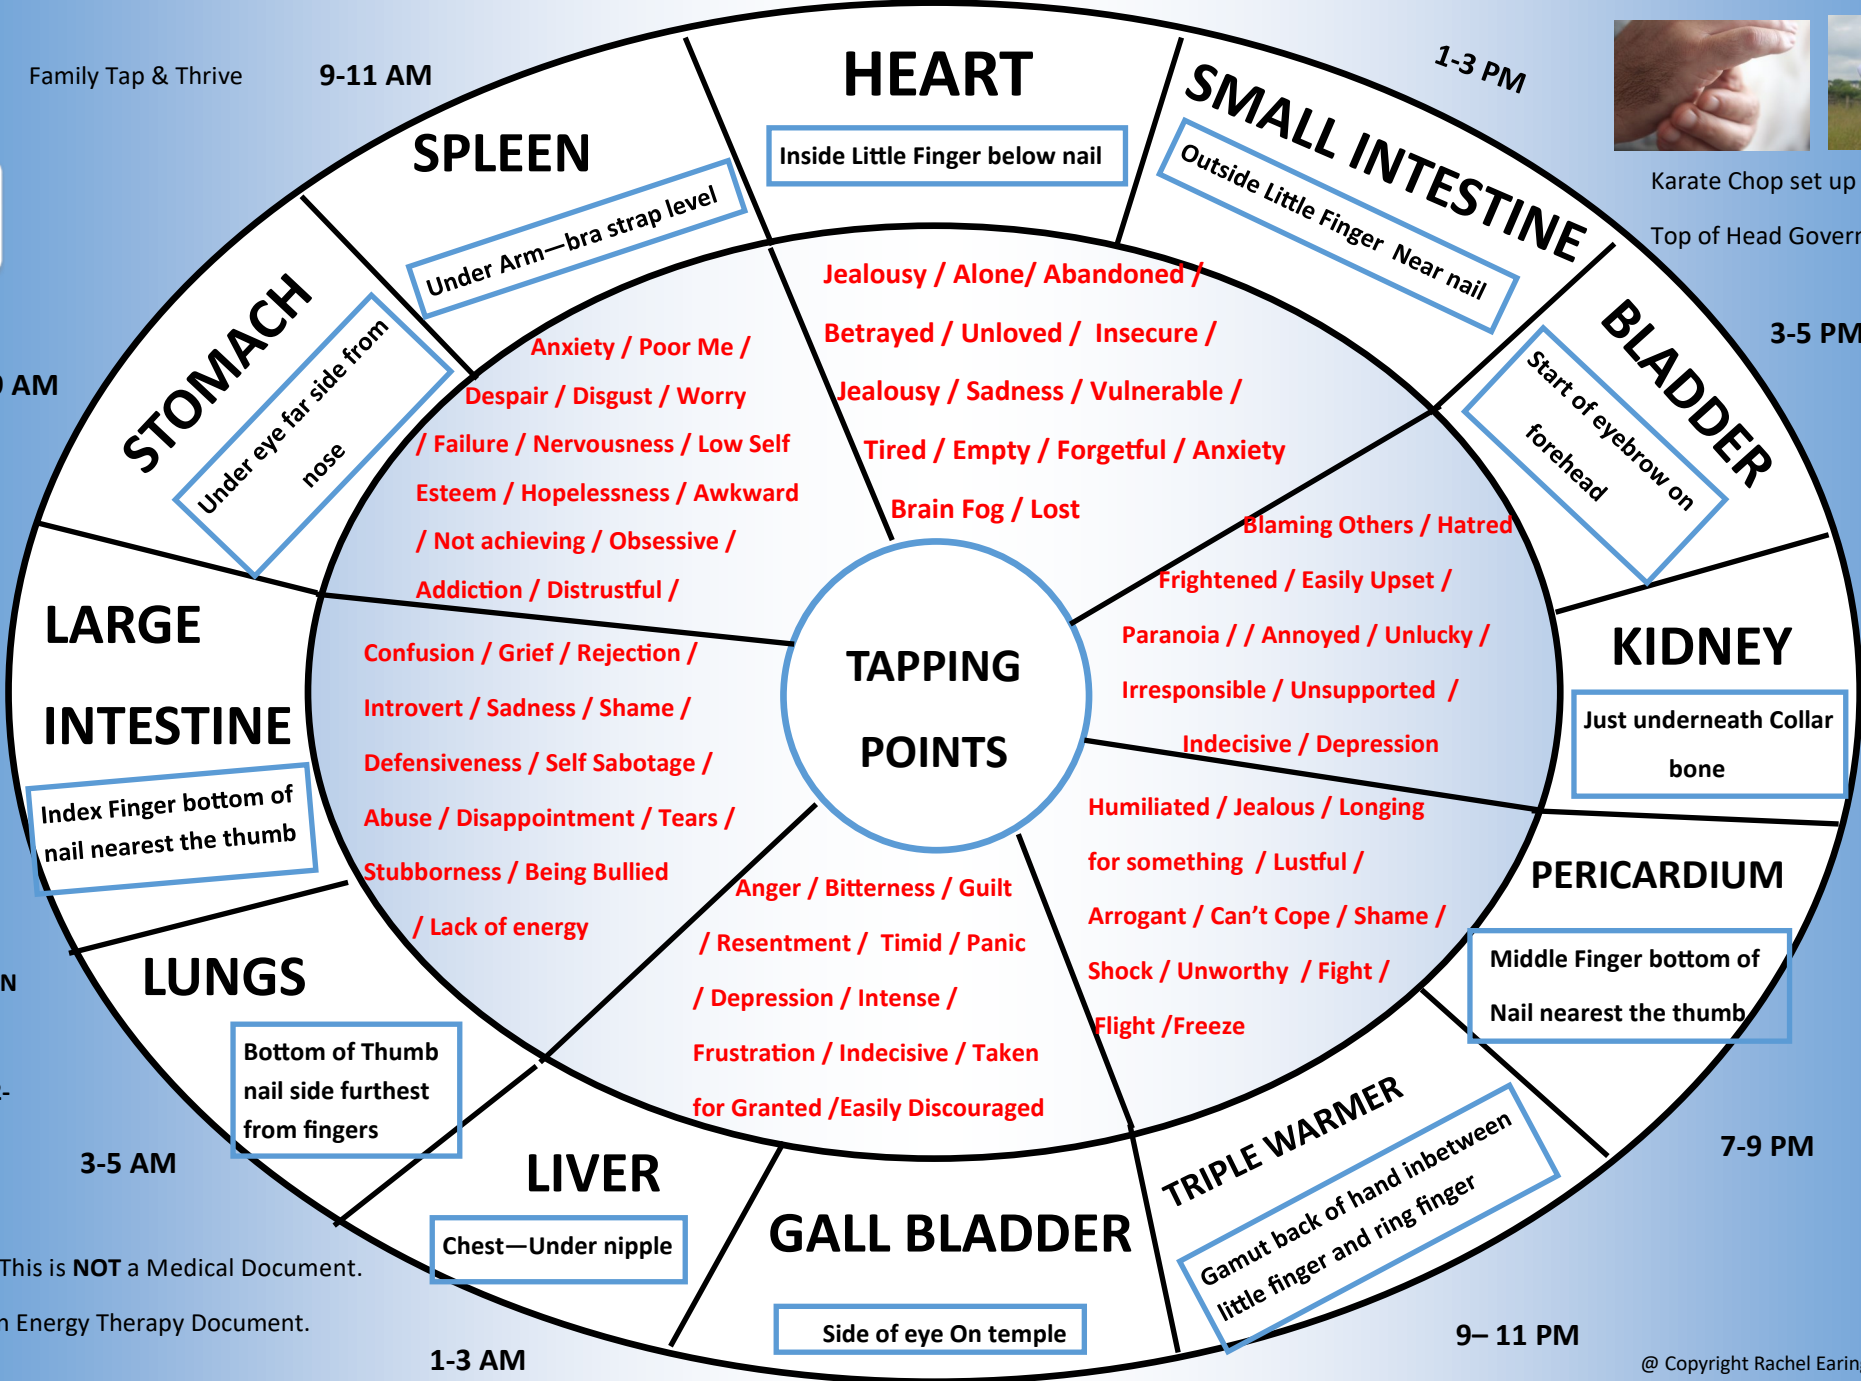 Family Tap & Thrive
9-11 AM
HEART
Inside Little Finger below nail
1-3 PM
SMALL INTESTINE
Outside Little Finger Near nail
SPLEEN
Under Arm—bra strap level
Karate Chop set up
Top of Head Govern
3-5 PM
BLADDER
Start of eyebrow on
forehead
STOMACH
Under eye far side from
nose
AM
Jealousy / Alone/ Abandoned /
Betrayed / Unloved / Insecure /
Jealousy / Sadness / Vulnerable /
Tired / Empty / Forgetful / Anxiety
Brain Fog / Lost
Anxiety / Poor Me /
Despair / Disgust / Worry
/ Failure / Nervousness / Low Self
Esteem / Hopelessness / Awkward
/ Not achieving / Obsessive /
Addiction / Distrustful /
Blaming Others / Hatred
Frightened / Easily Upset /
Paranoia / / Annoyed / Unlucky /
Irresponsible / Unsupported /
Indecisive / Depression
LARGE
INTESTINE
Index Finger bottom of
nail nearest the thumb
Confusion / Grief / Rejection /
Introvert / Sadness / Shame /
Defensiveness / Self Sabotage /
Abuse / Disappointment / Tears /
Stubborness / Being Bullied
/ Lack of energy
TAPPING
POINTS
KIDNEY
Just underneath Collar
bone
Humiliated / Jealous / Longing
for something / Lustful /
Arrogant / Can't Cope / Shame /
Shock / Unworthy / Fight /
Flight /Freeze
PERICARDIUM
Middle Finger bottom of
Nail nearest the thumb
Anger / Bitterness / Guilt
/ Resentment / Timid / Panic
/ Depression / Intense /
Frustration / Indecisive / Taken
for Granted /Easily Discouraged
LUNGS
Bottom of Thumb
nail side furthest
from fingers
N
3-5 AM
TRIPLE WARMER
Gamut back of hand inbetween
little finger and ring finger
7-9 PM
LIVER
Chest—Under nipple
GALL BLADDER
Side of eye On temple
This is NOT a Medical Document.
n Energy Therapy Document.
1-3 AM
9– 11 PM
@ Copyright Rachel Earing